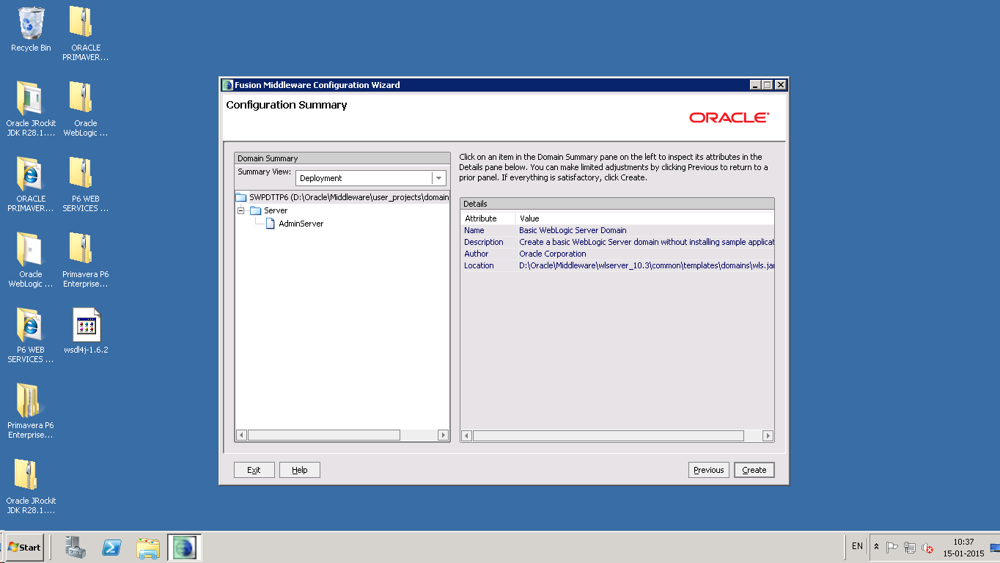 Recycle Bin
ORACLE
PRIMAVER...
Oracle JRockit
JDK R28.1....
Oracle
WebLogic ...
ORACLE
PRIMAVER...
P6 WEB
SERVICES ...
Oracle
WebLogic ...
Primavera P6
Enterprise...
P6 WEB
SERVICES ...
wsdl4j-1.6.2
Primavera P6
Enterprise...
Oracle JRockit
JDK R28.1....
Fusion Middleware Configuration Wizard
Configuration Summary
ORACLE
Domain Summary
Summary View:
Deployment
SWPDTTP6 (D:\Oracle\Middleware\user_projects\domain
Server
AdminServer
Click on an item in the Domain Summary pane on the left to inspect its attributes in the
Details pane below. You can make limited adjustments by clicking Previous to return to a
prior panel. If everything is satisfactory, click Create.
Details
Attribute Value
Name Basic WebLogic Server Domain
Description Create a basic WebLogic Server domain without installing sample applicat
Author Oracle Corporation
Location D:\Oracle\Middleware\wlserver_10.3\common\templates\domains\wls.jar
Exit Help Previous Create
Start
EN
10:37
15-01-2015